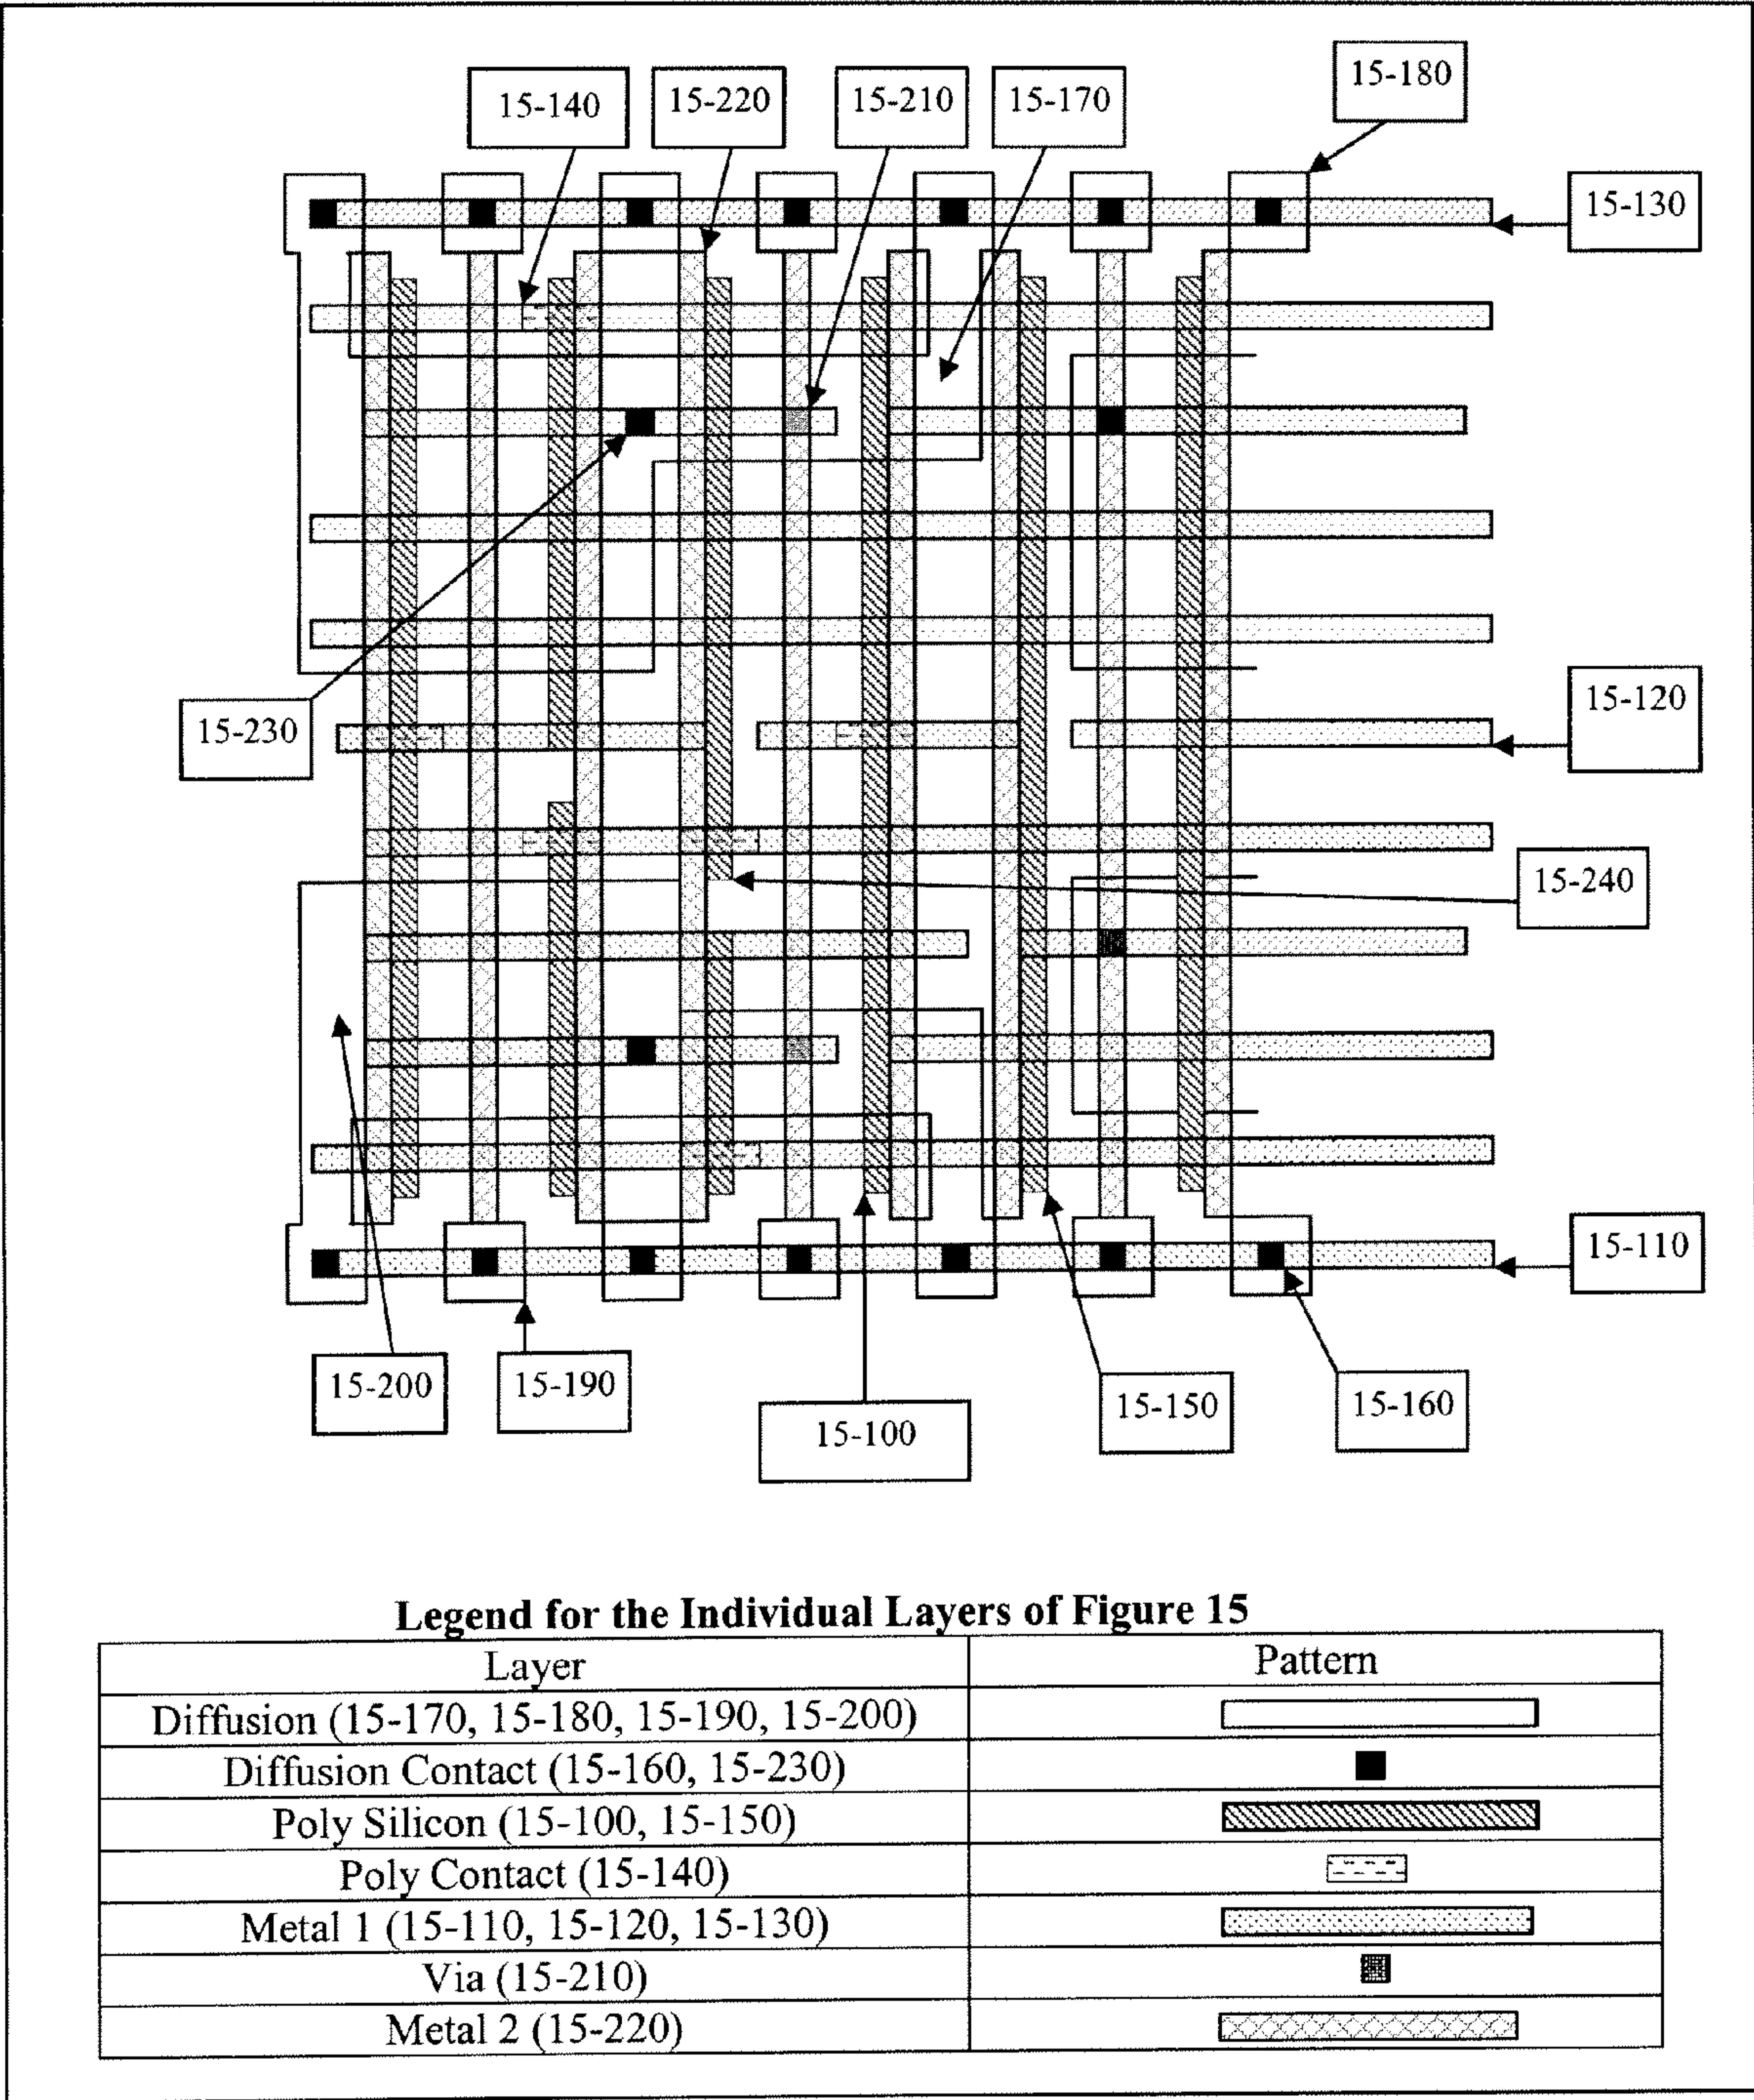 15-180
15-140
15-220
15-210
15-170
15-130
15-120
15-230
15-240
15-110
15-200
15-190
15-100
15-150
15-160
Legend for the Individual Layers of Figure 15
Layer Pattern
Diffusion (15-170, 15-180, 15-190, 15-200)
Diffusion Contact (15-160, 15-230)
Poly Silicon (15-100, 15-150)
Poly Contact (15-140)
Metal 1 (15-110, 15-120, 15-130)
Via (15-210)
Metal 2 (15-220)